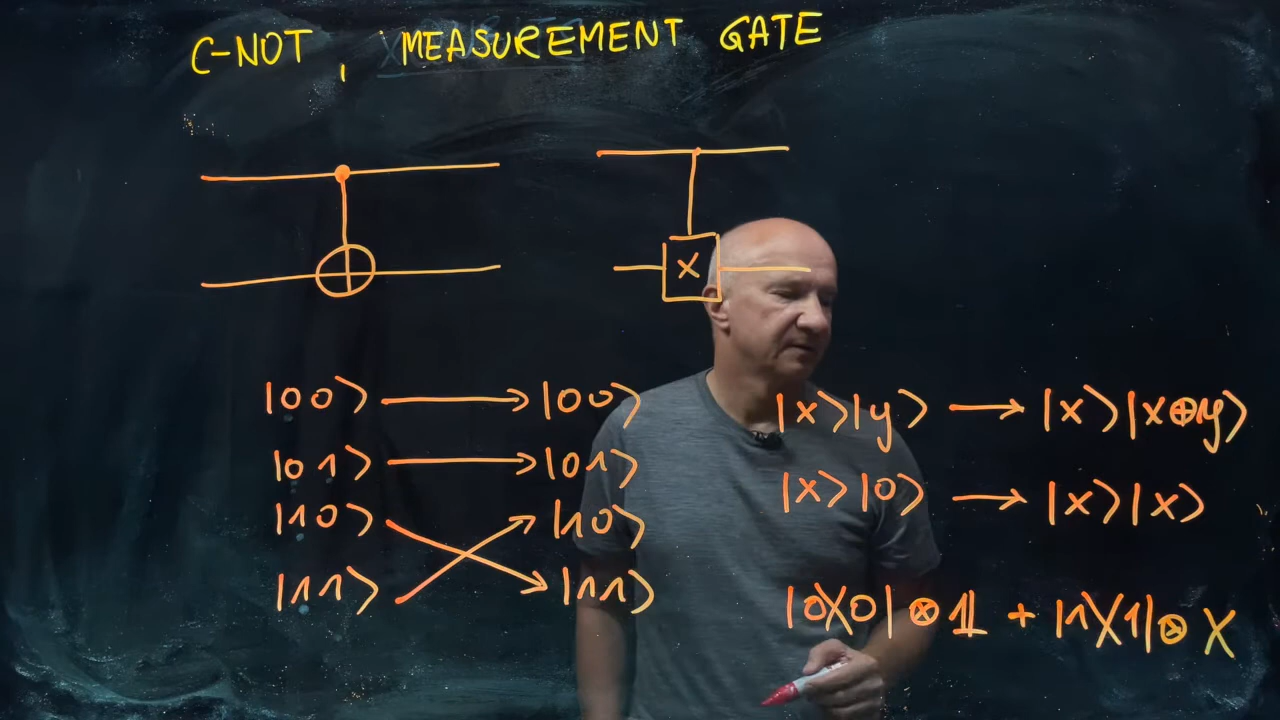 C-NOT, MEASUREMENT GATE
X
|00⟩ → |00⟩
|01⟩ → |01⟩
|10⟩ |10⟩
|11⟩ |11⟩
|x⟩|y⟩ → |x⟩|x⊕y⟩
|x⟩|0⟩ → |x⟩|x⟩
|0⟩⟨0| ⊗ 𝟙 + |1⟩⟨1| ⊗ X